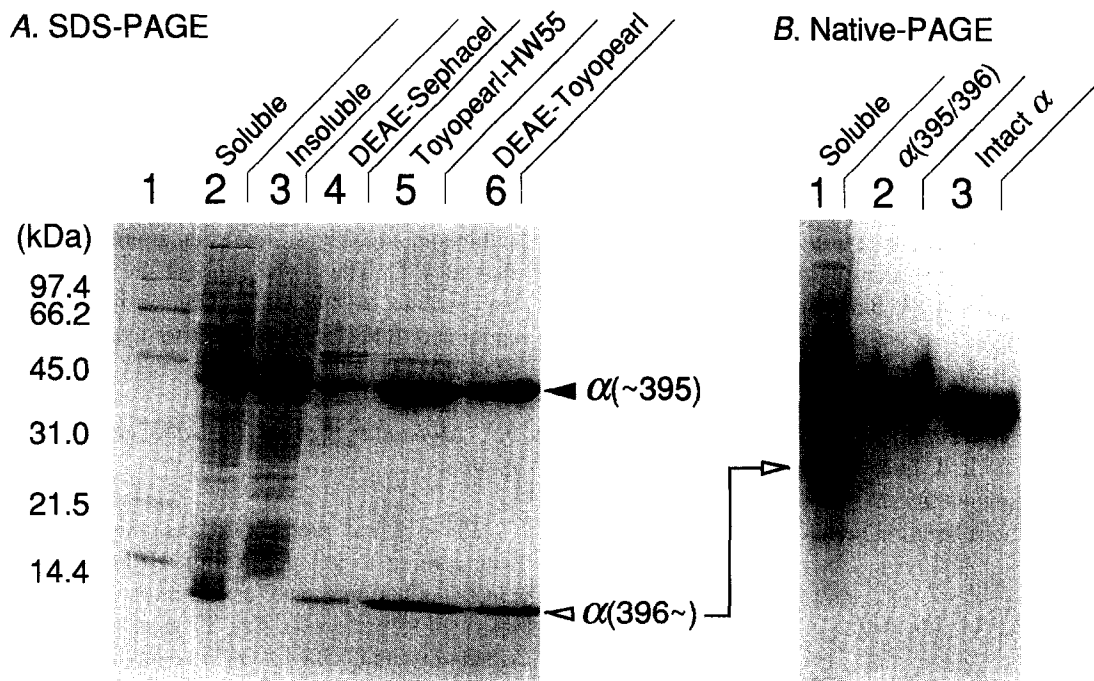 A. SDS-PAGE
Soluble
Insoluble
DEAE-Sephacel
Toyopearl-HW55
DEAE-Toyopearl
1 2 3 4 5 6
(kDa)
97.4
66.2
45.0
31.0
21.5
14.4
α(~395)
α(396~)
B. Native-PAGE
Soluble
α(395/396)
Intact α
1 2 3